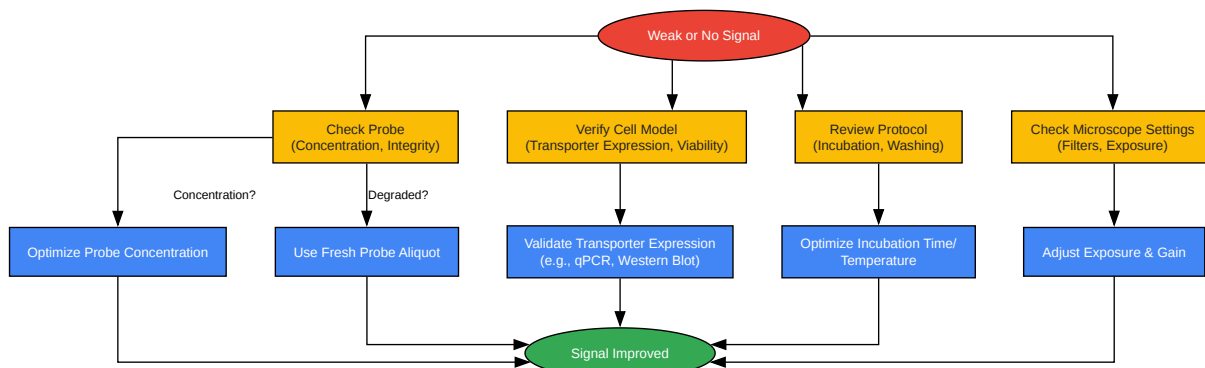 Weak or No Signal
Check Probe
(Concentration, Integrity)
Verify Cell Model
(Transporter Expression, Viability)
Review Protocol
(Incubation, Washing)
Check Microscope Settings
(Filters, Exposure)
Concentration?
Degraded?
Optimize Probe Concentration
Use Fresh Probe Aliquot
Validate Transporter Expression
(e.g., qPCR, Western Blot)
Optimize Incubation Time/
Temperature
Adjust Exposure & Gain
Signal Improved